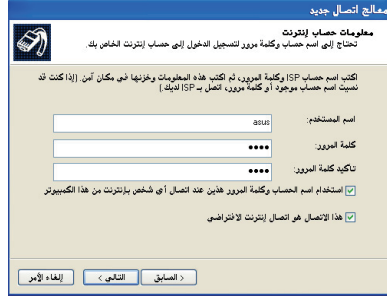 معالج اتصال جديد
معلومات حساب إنترنت
تحتاج إلى اسم حساب وكلمة مرور لتسجيل الدخول إلى حساب إنترنت الخاص بك.
اكتب اسم حساب ISP وكلمة المرور، ثم اكتب هذه المعلومات وخزنها في مكان آمن. (إذا كنت قد
نسيت اسم حساب موجود أو كلمة مرور، اتصل بـ ISP لديك.)
اسم المستخدم: asus
كلمة المرور: ••••
تأكيد كلمة المرور: ••••
استخدام اسم الحساب وكلمة المرور هذين عند اتصال أي شخص بإنترنت من هذا الكمبيوتر
هذا الاتصال هو اتصال إنترنت الافتراضي
< السابق التالي > إلغاء الأمر